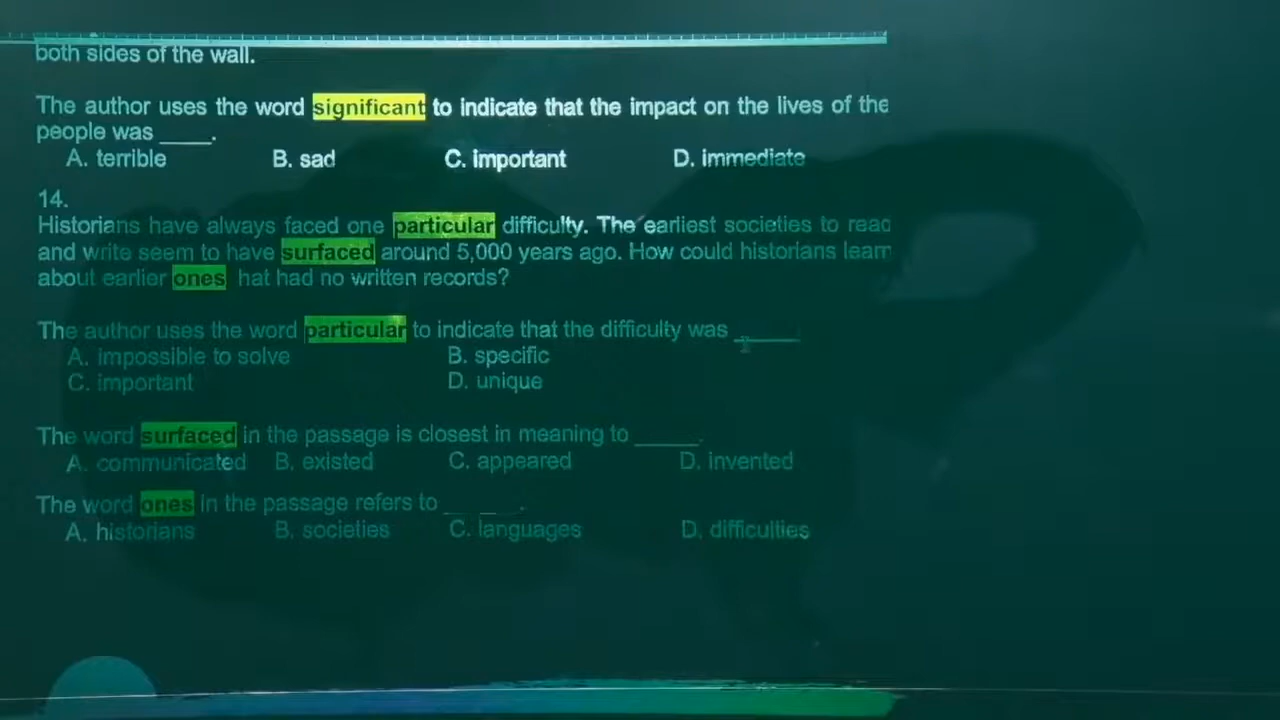 both sides of the wall.
The author uses the word significant to indicate that the impact on the lives of the
people was ____.
A. terrible B. sad C. important D. immediate
14.
Historians have always faced one particular difficulty. The earliest societies to read
and write seem to have surfaced around 5,000 years ago. How could historians learn
about earlier ones hat had no written records?
The author uses the word particular to indicate that the difficulty was _____
A. impossible to solve B. specific
C. important D. unique
The word surfaced in the passage is closest in meaning to _____.
A. communicated B. existed C. appeared D. invented
The word ones in the passage refers to __ __.
A. historians B. societies C. languages D. difficulties